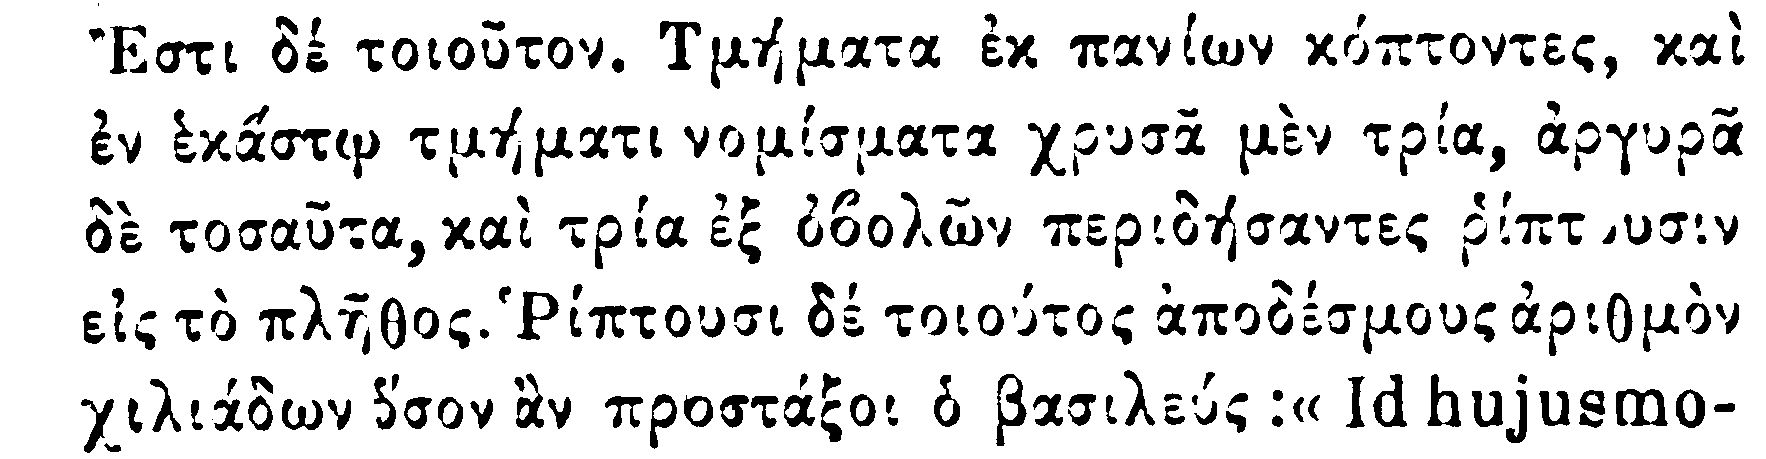 Ἔστι δέ τοιοῦτον. Τμήματα ἐκ πανίων κόπτοντες, καὶ
ἐν ἑκάστῳ τμήματι νομίσματα χρυσᾶ μὲν τρία, ἀργυρᾶ
δὲ τοσαῦτα, καὶ τρία ἐξ ὀϐολῶν περιδήσαντες ῥίπτουσιν
εἰς τὸ πλῆθος. Ῥίπτουσι δέ τοιούτος ἀποδέσμους ἀριθμὸν
χιλιάδων ὅσον ἂν προστάξοι ὁ βασιλεύς :« Id hujusmo-